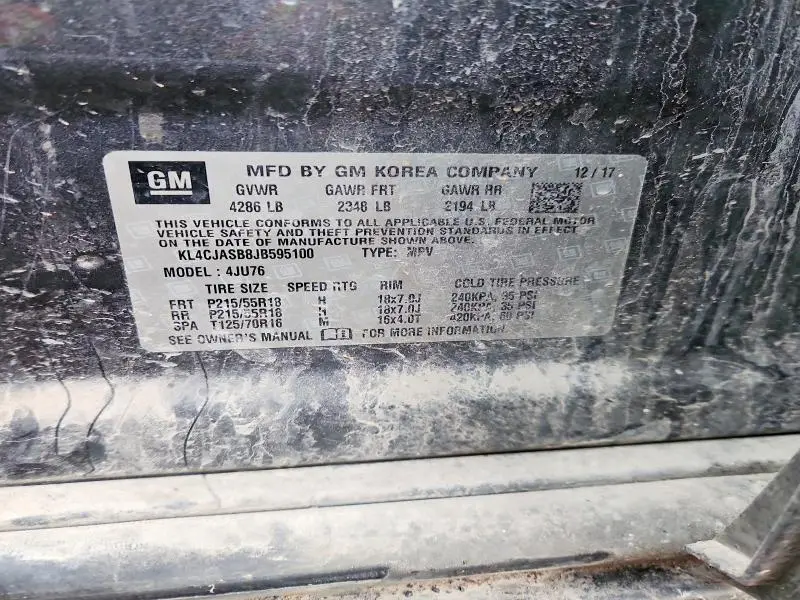 GM MFD BY GM KOREA COMPANY 12/17
GVWR GAWR FRT GAWR RR
4286 LB 2348 LB 2194 LB
THIS VEHICLE CONFORMS TO ALL APPLICABLE U.S. FEDERAL MOTOR
VEHICLE SAFETY AND THEFT PREVENTION STANDARDS IN EFFECT
ON THE DATE OF MANUFACTURE SHOWN ABOVE.
KL4CJASB8JB595100 TYPE: MPV
MODEL: 4JU76
TIRE SIZE SPEED RTG RIM COLD TIRE PRESSURE
FRT P215/55R18 H 18x7.0J 240KPA, 35 PSI
RR P215/55R18 H 18x7.0J 240KPA, 35 PSI
SPA T125/70R16 M 16x4.0T 420KPA, 60 PSI
SEE OWNER'S MANUAL FOR MORE INFORMATION